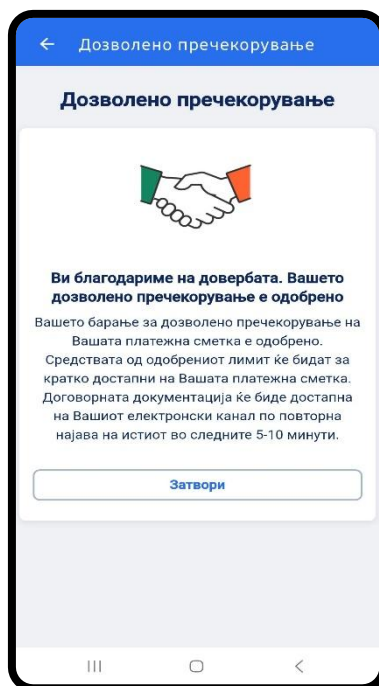 Дозволено пречекорување
Дозволено пречекорување
Ви благодариме на довербата. Вашето
дозволено пречекорување е одобрено
Вашето барање за дозволено пречекорување на
Вашата платежна сметка е одобрено.
Средствата од одобрениот лимит ќе бидат за
кратко достапни на Вашата платежна сметка.
Договорната документација ќе биде достапна
на Вашиот електронски канал по повторна
најава на истиот во следните 5-10 минути.
Затвори